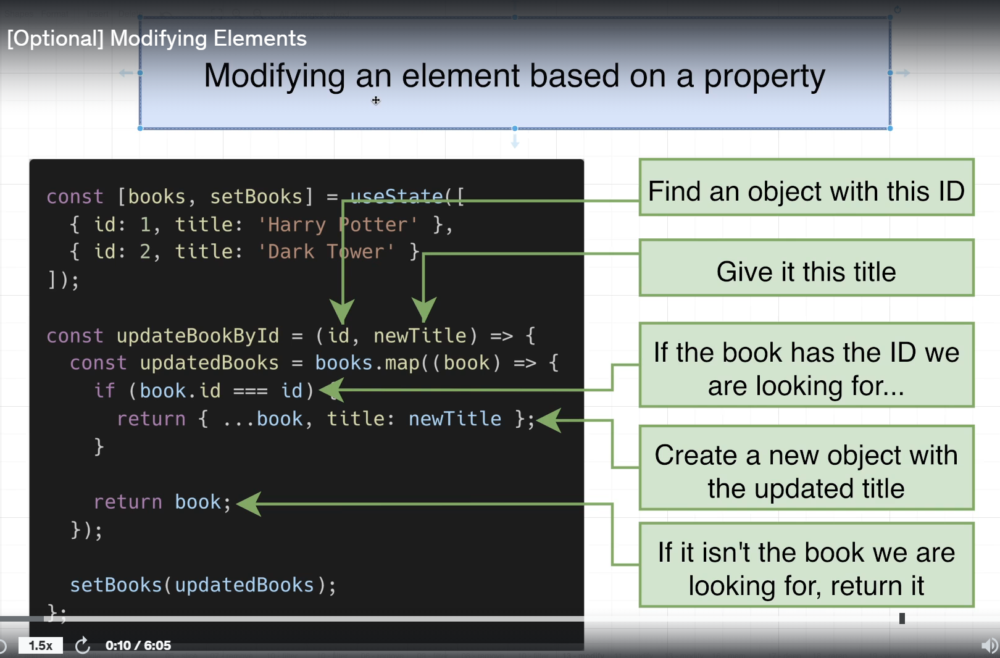 [Optional] Modifying Elements
Modifying an element based on a property
const [books, setBooks] = useState([
{ id: 1, title: 'Harry Potter' },
{ id: 2, title: 'Dark Tower' }
]);
const updateBookById = (id, newTitle) => {
const updatedBooks = books.map((book) => {
if (book.id === id) {
return { ...book, title: newTitle };
}
return book;
});
setBooks(updatedBooks);
};
Find an object with this ID
Give it this title
If the book has the ID we
are looking for...
Create a new object with
the updated title
If it isn't the book we are
looking for, return it
1.5x
0:10 / 6:05